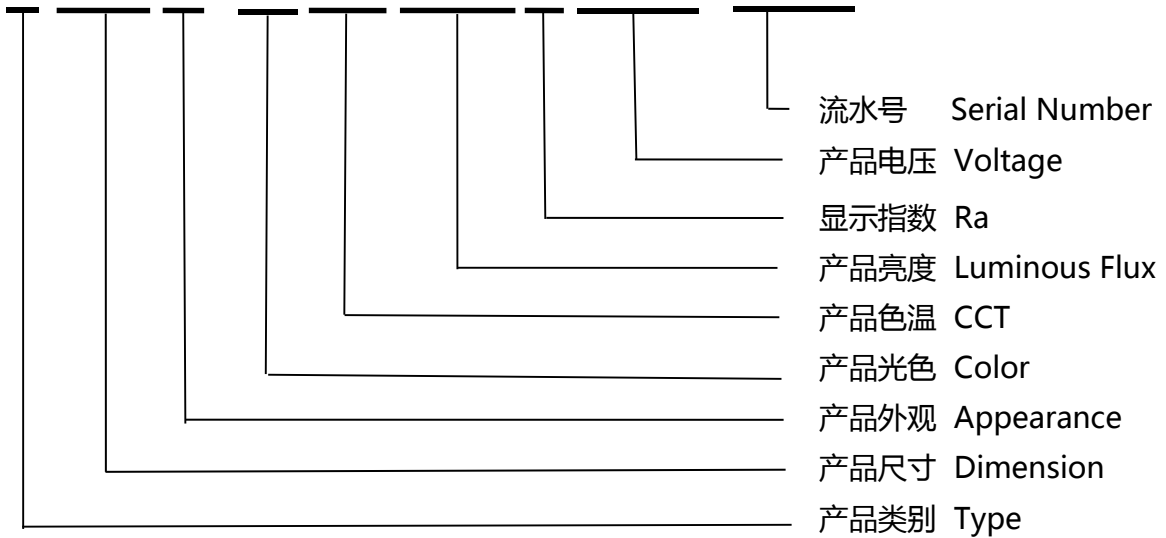 流水号 Serial Number
产品电压 Voltage
显示指数 Ra
产品亮度 Luminous Flux
产品色温 CCT
产品光色 Color
产品外观 Appearance
产品尺寸 Dimension
产品类别 Type